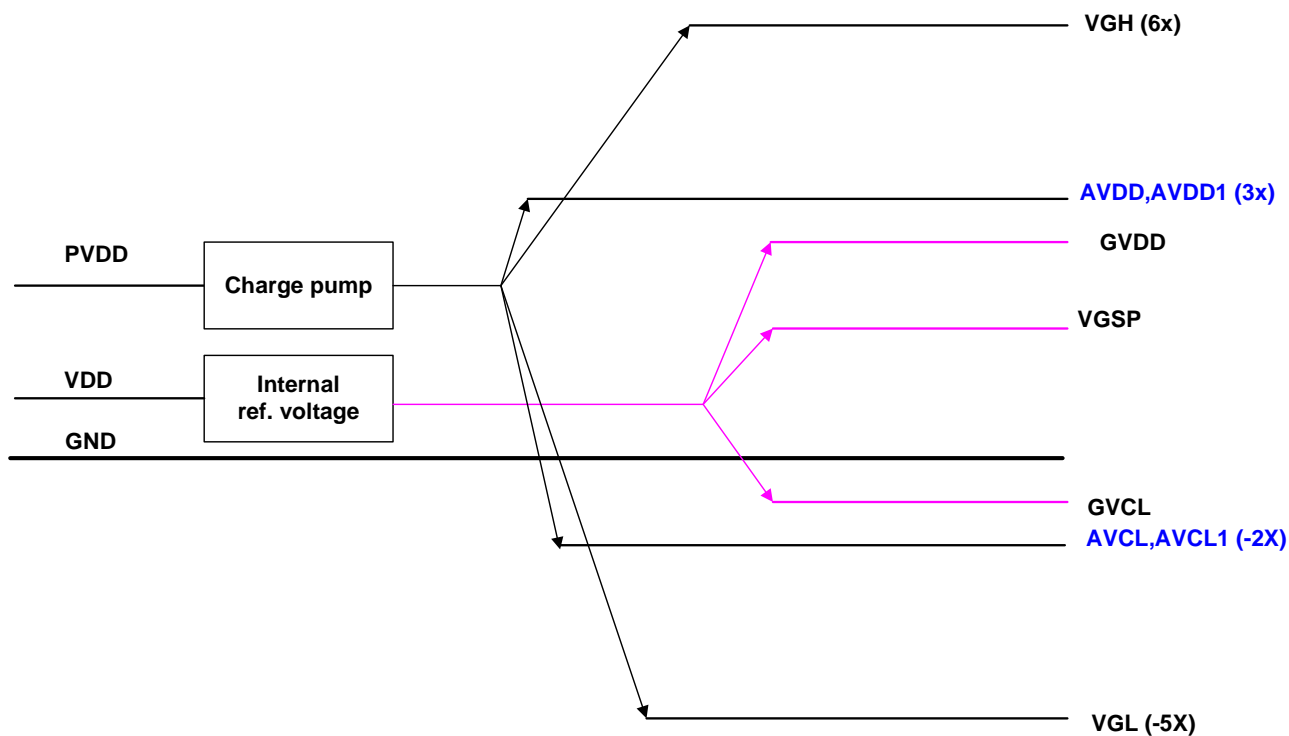 VGH (6x)
AVDD,AVDD1 (3x)
GVDD
PVDD
Charge pump
VGSP
VDD
Internal
ref. voltage
GND
GVCL
AVCL,AVCL1 (-2X)
VGL (-5X)